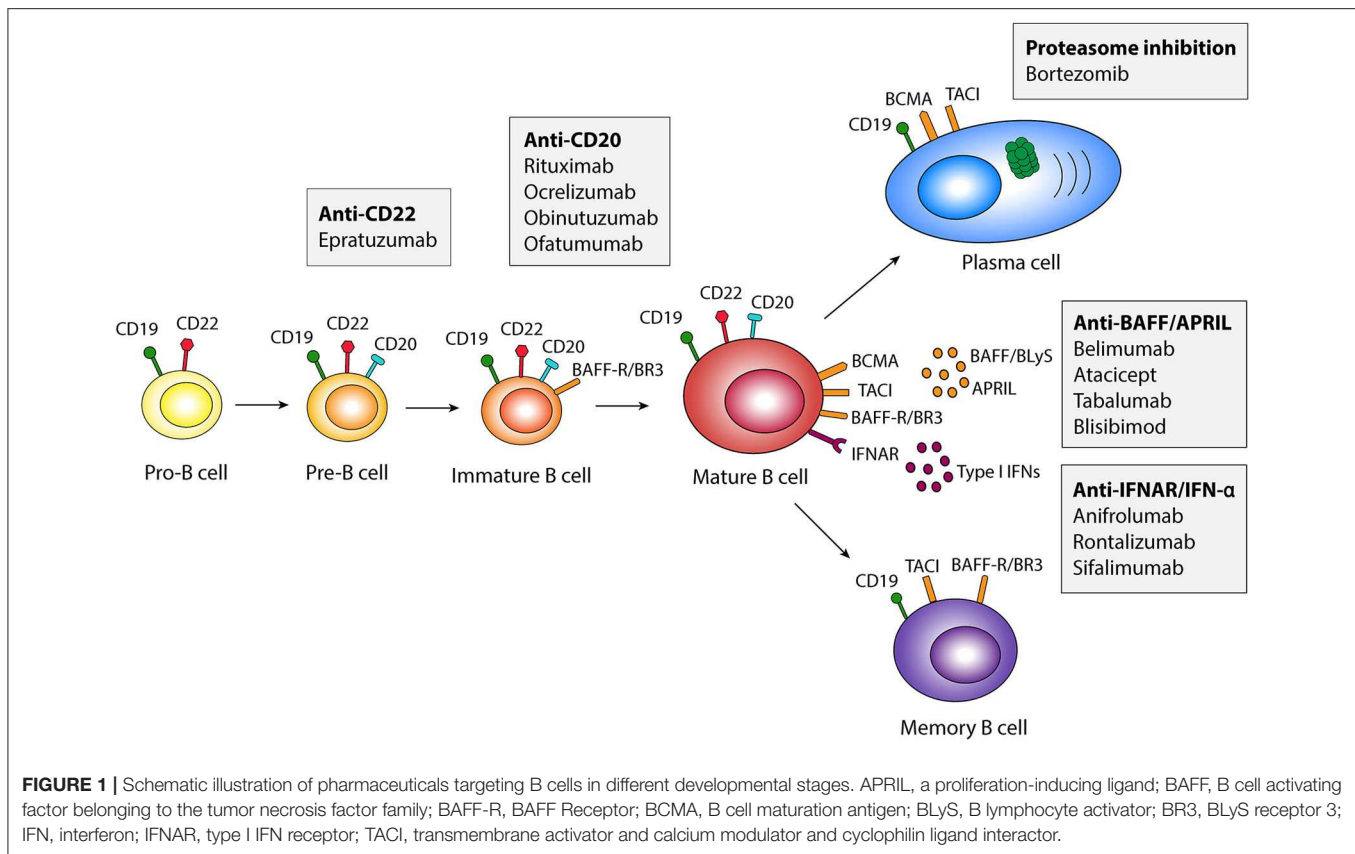 Proteasome inhibition
Bortezomib
BCMA
TACI
CD19
Plasma cell
Anti-CD20
Rituximab
Ocrelizumab
Obinutuzumab
Ofatumumab
Anti-CD22
Epratuzumab
CD19
CD22
Pro-B cell
CD19
CD22
CD20
Pre-B cell
CD19
CD22
CD20
BAFF-R/BR3
Immature B cell
CD19
CD22
CD20
BCMA
TACI
BAFF-R/BR3
IFNAR
Mature B cell
BAFF/BLyS
APRIL
Type I IFNs
Anti-BAFF/APRIL
Belimumab
Atacicept
Tabalumab
Blisibimod
Anti-IFNAR/IFN-α
Anifrolumab
Rontalizumab
Sifalimumab
CD19
TACI
BAFF-R/BR3
Memory B cell
FIGURE 1 | Schematic illustration of pharmaceuticals targeting B cells in different developmental stages. APRIL, a proliferation-inducing ligand; BAFF, B cell activating
factor belonging to the tumor necrosis factor family; BAFF-R, BAFF Receptor; BCMA, B cell maturation antigen; BLyS, B lymphocyte activator; BR3, BLyS receptor 3;
IFN, interferon; IFNAR, type I IFN receptor; TACI, transmembrane activator and calcium modulator and cyclophilin ligand interactor.